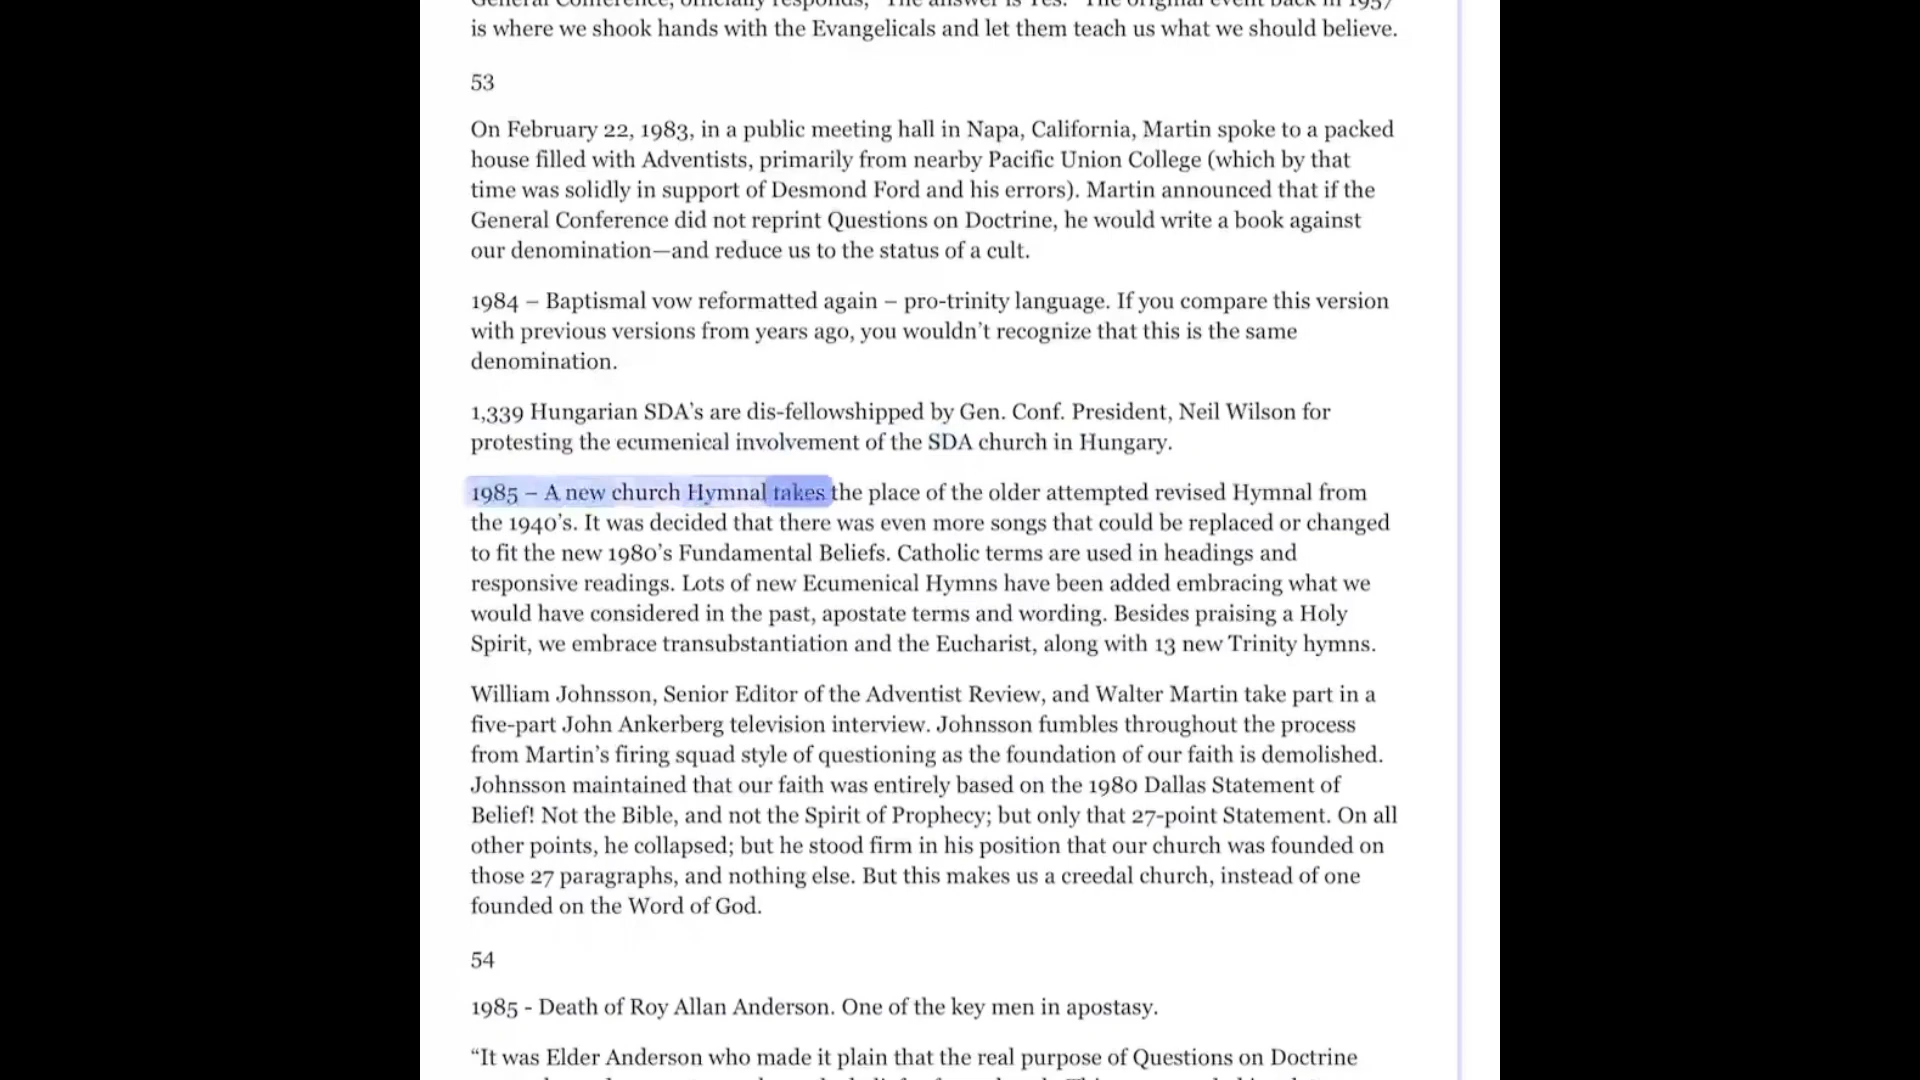 General Conference, officially responds, "The answer is Yes." The original event back in 1957
is where we shook hands with the Evangelicals and let them teach us what we should believe.
53
On February 22, 1983, in a public meeting hall in Napa, California, Martin spoke to a packed
house filled with Adventists, primarily from nearby Pacific Union College (which by that
time was solidly in support of Desmond Ford and his errors). Martin announced that if the
General Conference did not reprint Questions on Doctrine, he would write a book against
our denomination—and reduce us to the status of a cult.
1984 – Baptismal vow reformatted again – pro-trinity language. If you compare this version
with previous versions from years ago, you wouldn’t recognize that this is the same
denomination.
1,339 Hungarian SDA’s are dis-fellowshipped by Gen. Conf. President, Neil Wilson for
protesting the ecumenical involvement of the SDA church in Hungary.
1985 – A new church Hymnal takes the place of the older attempted revised Hymnal from
the 1940’s. It was decided that there was even more songs that could be replaced or changed
to fit the new 1980’s Fundamental Beliefs. Catholic terms are used in headings and
responsive readings. Lots of new Ecumenical Hymns have been added embracing what we
would have considered in the past, apostate terms and wording. Besides praising a Holy
Spirit, we embrace transubstantiation and the Eucharist, along with 13 new Trinity hymns.
William Johnsson, Senior Editor of the Adventist Review, and Walter Martin take part in a
five-part John Ankerberg television interview. Johnsson fumbles throughout the process
from Martin’s firing squad style of questioning as the foundation of our faith is demolished.
Johnsson maintained that our faith was entirely based on the 1980 Dallas Statement of
Belief! Not the Bible, and not the Spirit of Prophecy; but only that 27-point Statement. On all
other points, he collapsed; but he stood firm in his position that our church was founded on
those 27 paragraphs, and nothing else. But this makes us a creedal church, instead of one
founded on the Word of God.
54
1985 - Death of Roy Allan Anderson. One of the key men in apostasy.
“It was Elder Anderson who made it plain that the real purpose of Questions on Doctrine